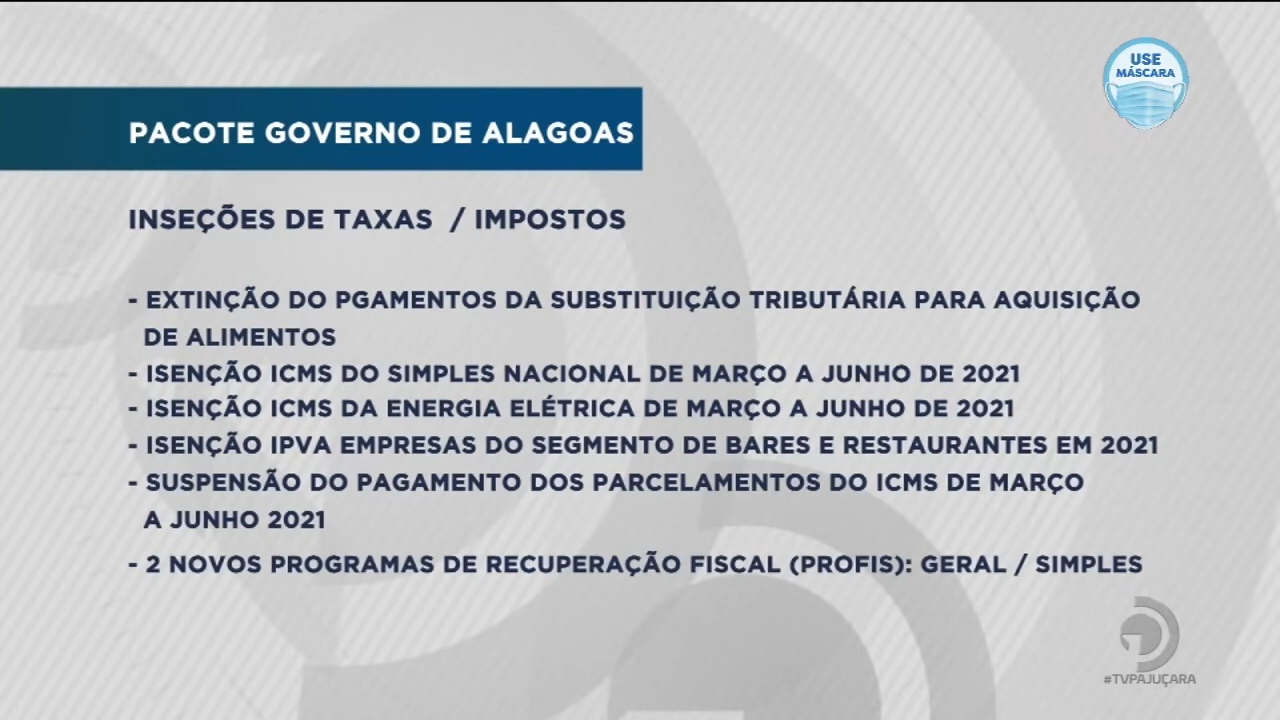 USE
MÁSCARA
PACOTE GOVERNO DE ALAGOAS
INSEÇÕES DE TAXAS / IMPOSTOS
- EXTINÇÃO DO PGAMENTOS DA SUBSTITUIÇÃO TRIBUTÁRIA PARA AQUISIÇÃO
DE ALIMENTOS
- ISENÇÃO ICMS DO SIMPLES NACIONAL DE MARÇO A JUNHO DE 2021
- ISENÇÃO ICMS DA ENERGIA ELÉTRICA DE MARÇO A JUNHO DE 2021
- ISENÇÃO IPVA EMPRESAS DO SEGMENTO DE BARES E RESTAURANTES EM 2021
- SUSPENSÃO DO PAGAMENTO DOS PARCELAMENTOS DO ICMS DE MARÇO
A JUNHO 2021
- 2 NOVOS PROGRAMAS DE RECUPERAÇÃO FISCAL (PROFIS): GERAL / SIMPLES
#TVPAJUÇARA